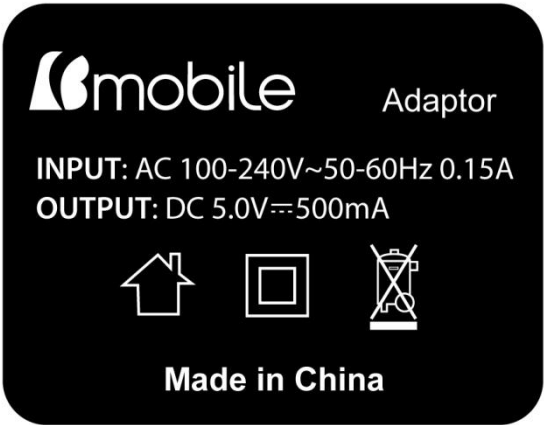 Bmobile
Adaptor
INPUT: AC 100-240V~50-60Hz 0.15A
OUTPUT: DC 5.0V⎓500mA
Made in China